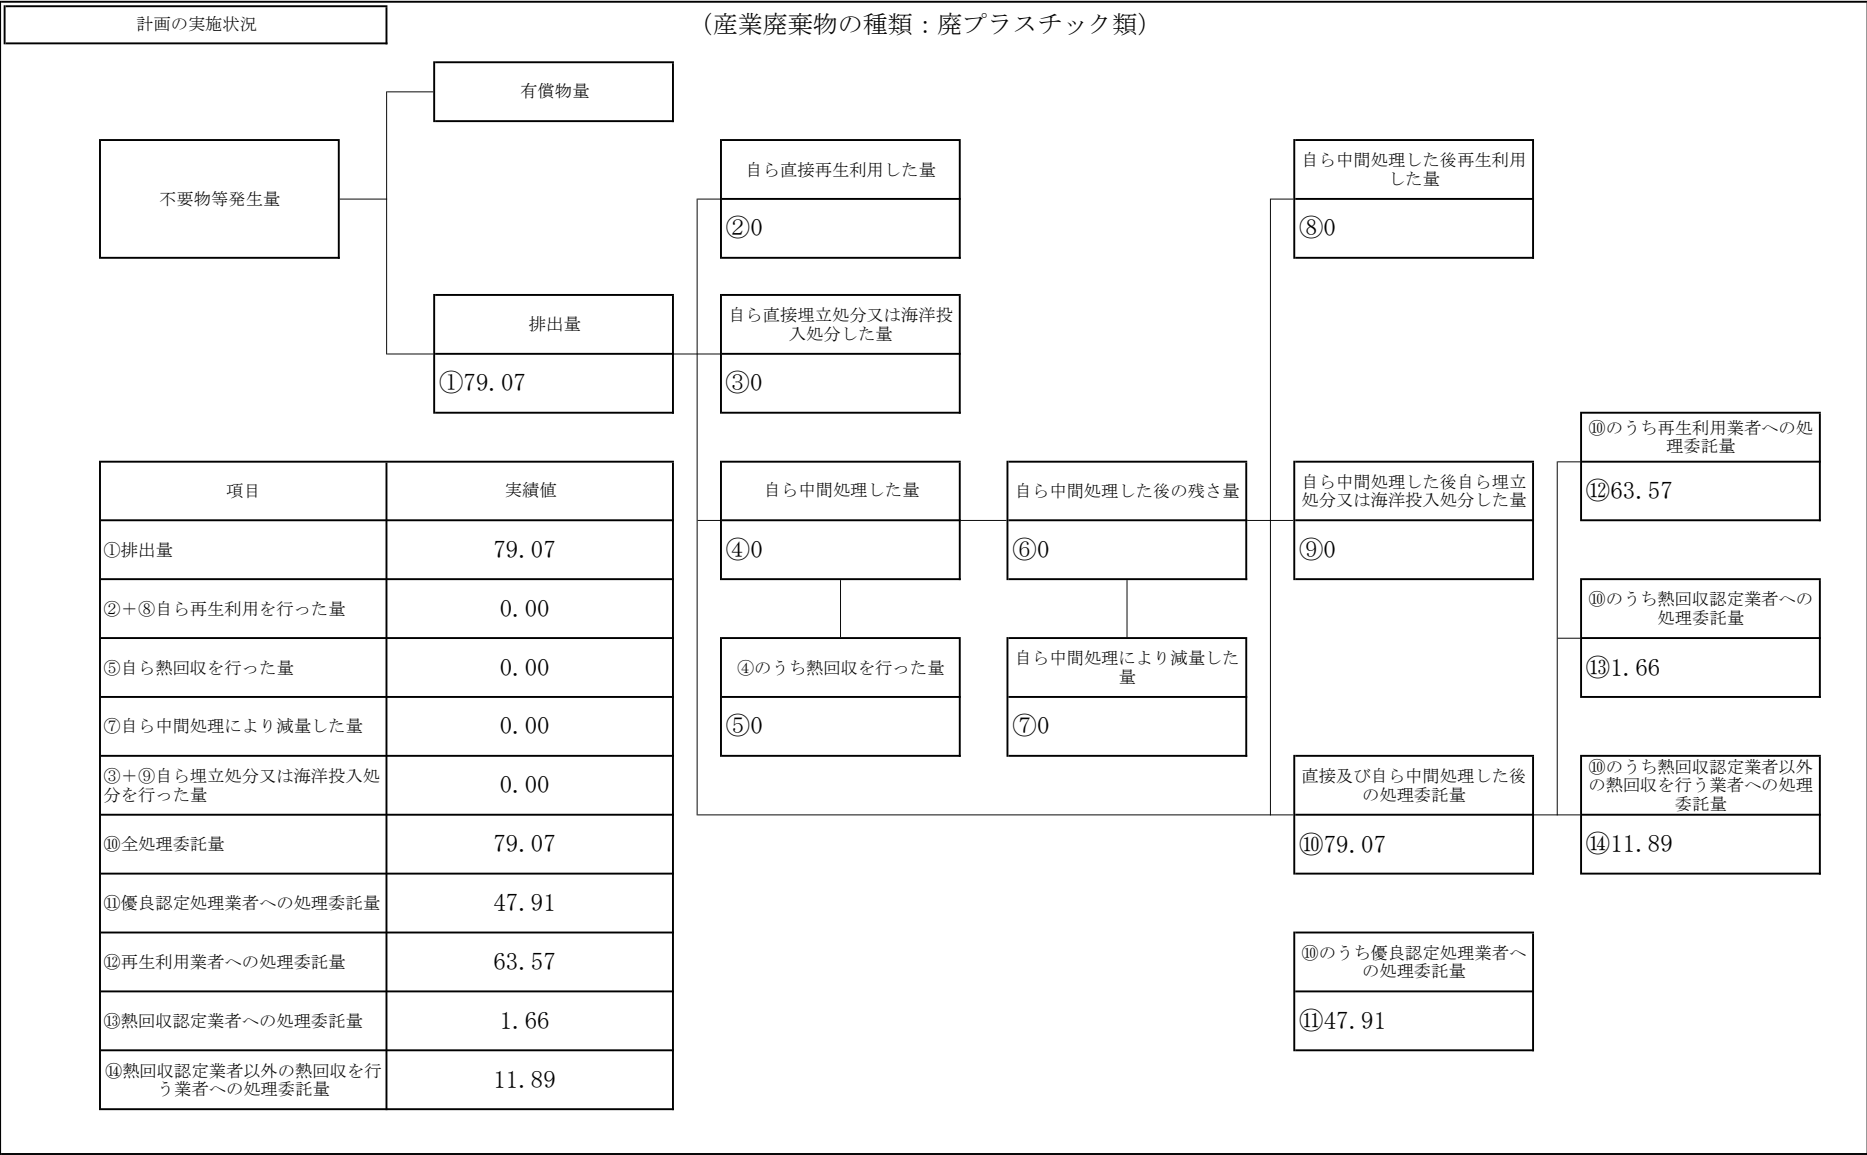 計画の実施状況
（産業廃棄物の種類：廃プラスチック類）
有償物量
不要物等発生量
自ら直接再生利用した量
②0
自ら中間処理した後再生利用
した量
⑧0
排出量
①79.07
自ら直接埋立処分又は海洋投
入処分した量
③0
自ら中間処理した量
④0
自ら中間処理した後の残さ量
⑥0
自ら中間処理した後自ら埋立
処分又は海洋投入処分した量
⑨0
⑩のうち再生利用業者への処
理委託量
⑫63.57
⑩のうち熱回収認定業者への
処理委託量
⑬1.66
④のうち熱回収を行った量
⑤0
自ら中間処理により減量した
量
⑦0
直接及び自ら中間処理した後
の処理委託量
⑩79.07
⑩のうち熱回収認定業者以外
の熱回収を行う業者への処理
委託量
⑭11.89
⑩のうち優良認定処理業者へ
の処理委託量
⑪47.91
項目 実績値
①排出量 79.07
②＋⑧自ら再生利用を行った量 0.00
⑤自ら熱回収を行った量 0.00
⑦自ら中間処理により減量した量 0.00
③＋⑨自ら埋立処分又は海洋投入処
分を行った量 0.00
⑩全処理委託量 79.07
⑪優良認定処理業者への処理委託量 47.91
⑫再生利用業者への処理委託量 63.57
⑬熱回収認定業者への処理委託量 1.66
⑭熱回収認定業者以外の熱回収を行
う業者への処理委託量 11.89